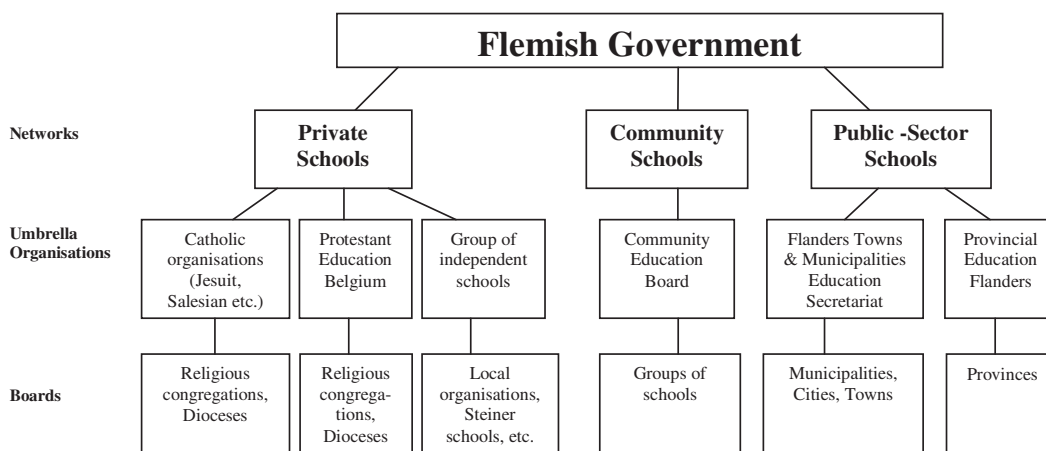 Flemish Government
Networks
Private
Schools
Community
Schools
Public -Sector
Schools
Umbrella
Organisations
Catholic
organisations
(Jesuit,
Salesian etc.)
Protestant
Education
Belgium
Group of
independent
schools
Community
Education
Board
Flanders Towns
& Municipalities
Education
Secretariat
Provincial
Education
Flanders
Boards
Religious
congregations,
Dioceses
Religious
congrega-
tions,
Dioceses
Local
organisations,
Steiner
schools, etc.
Groups of
schools
Municipalities,
Cities, Towns
Provinces